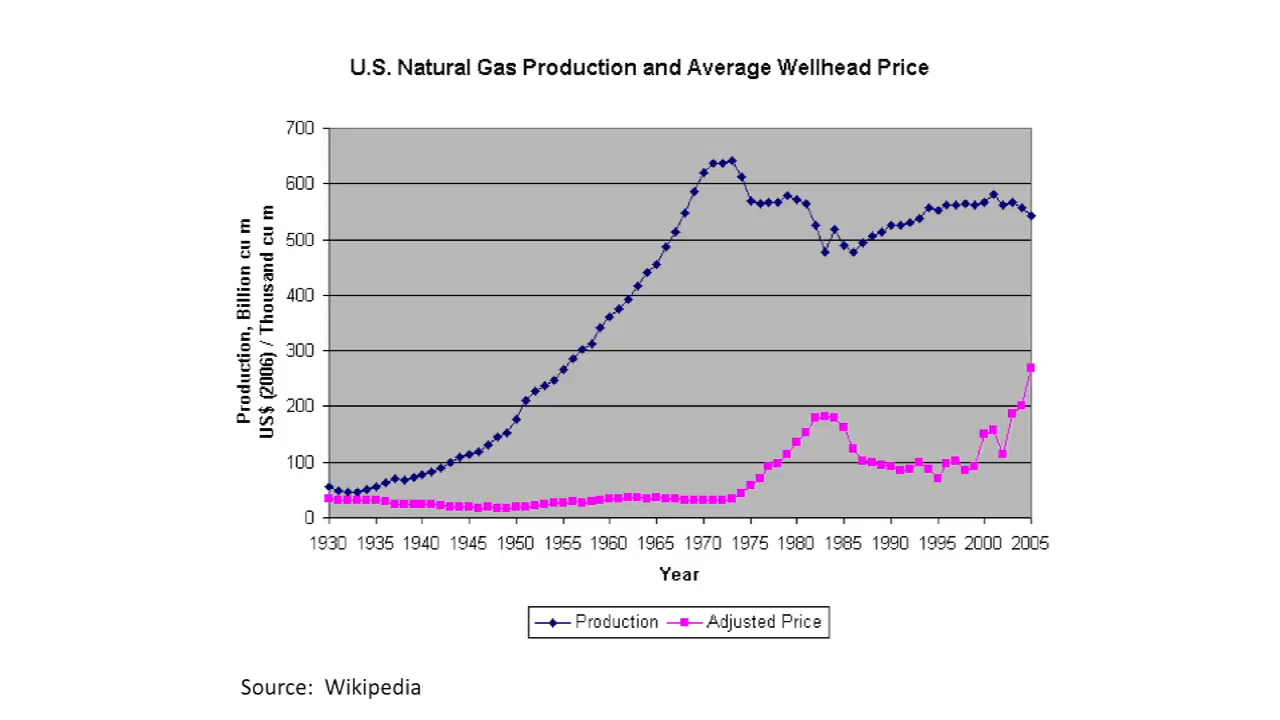 U.S. Natural Gas Production and Average Wellhead Price
Production, Billion cu m
US$ (2006) / Thousand cu m
700
600
500
400
300
200
100
0
1930 1935 1940 1945 1950 1955 1960 1965 1970 1975 1980 1985 1990 1995 2000 2005
Year
Production Adjusted Price
Source: Wikipedia